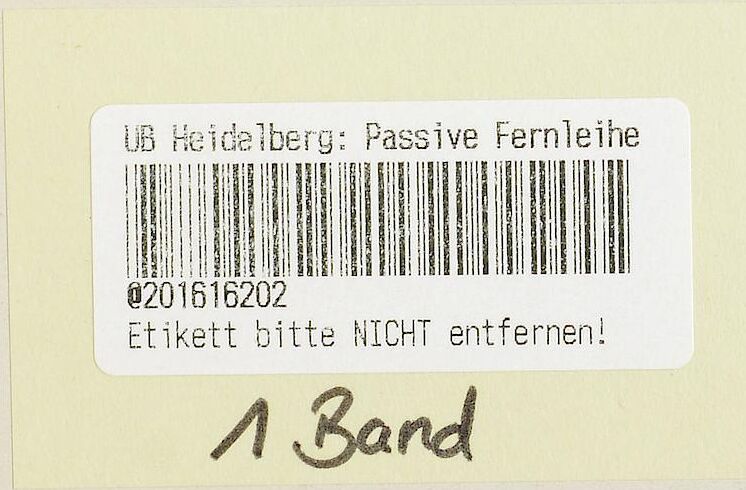 UB Heidelberg: Passive Fernleihe
@201616202
Etikett bitte NICHT entfernen!
1 Band